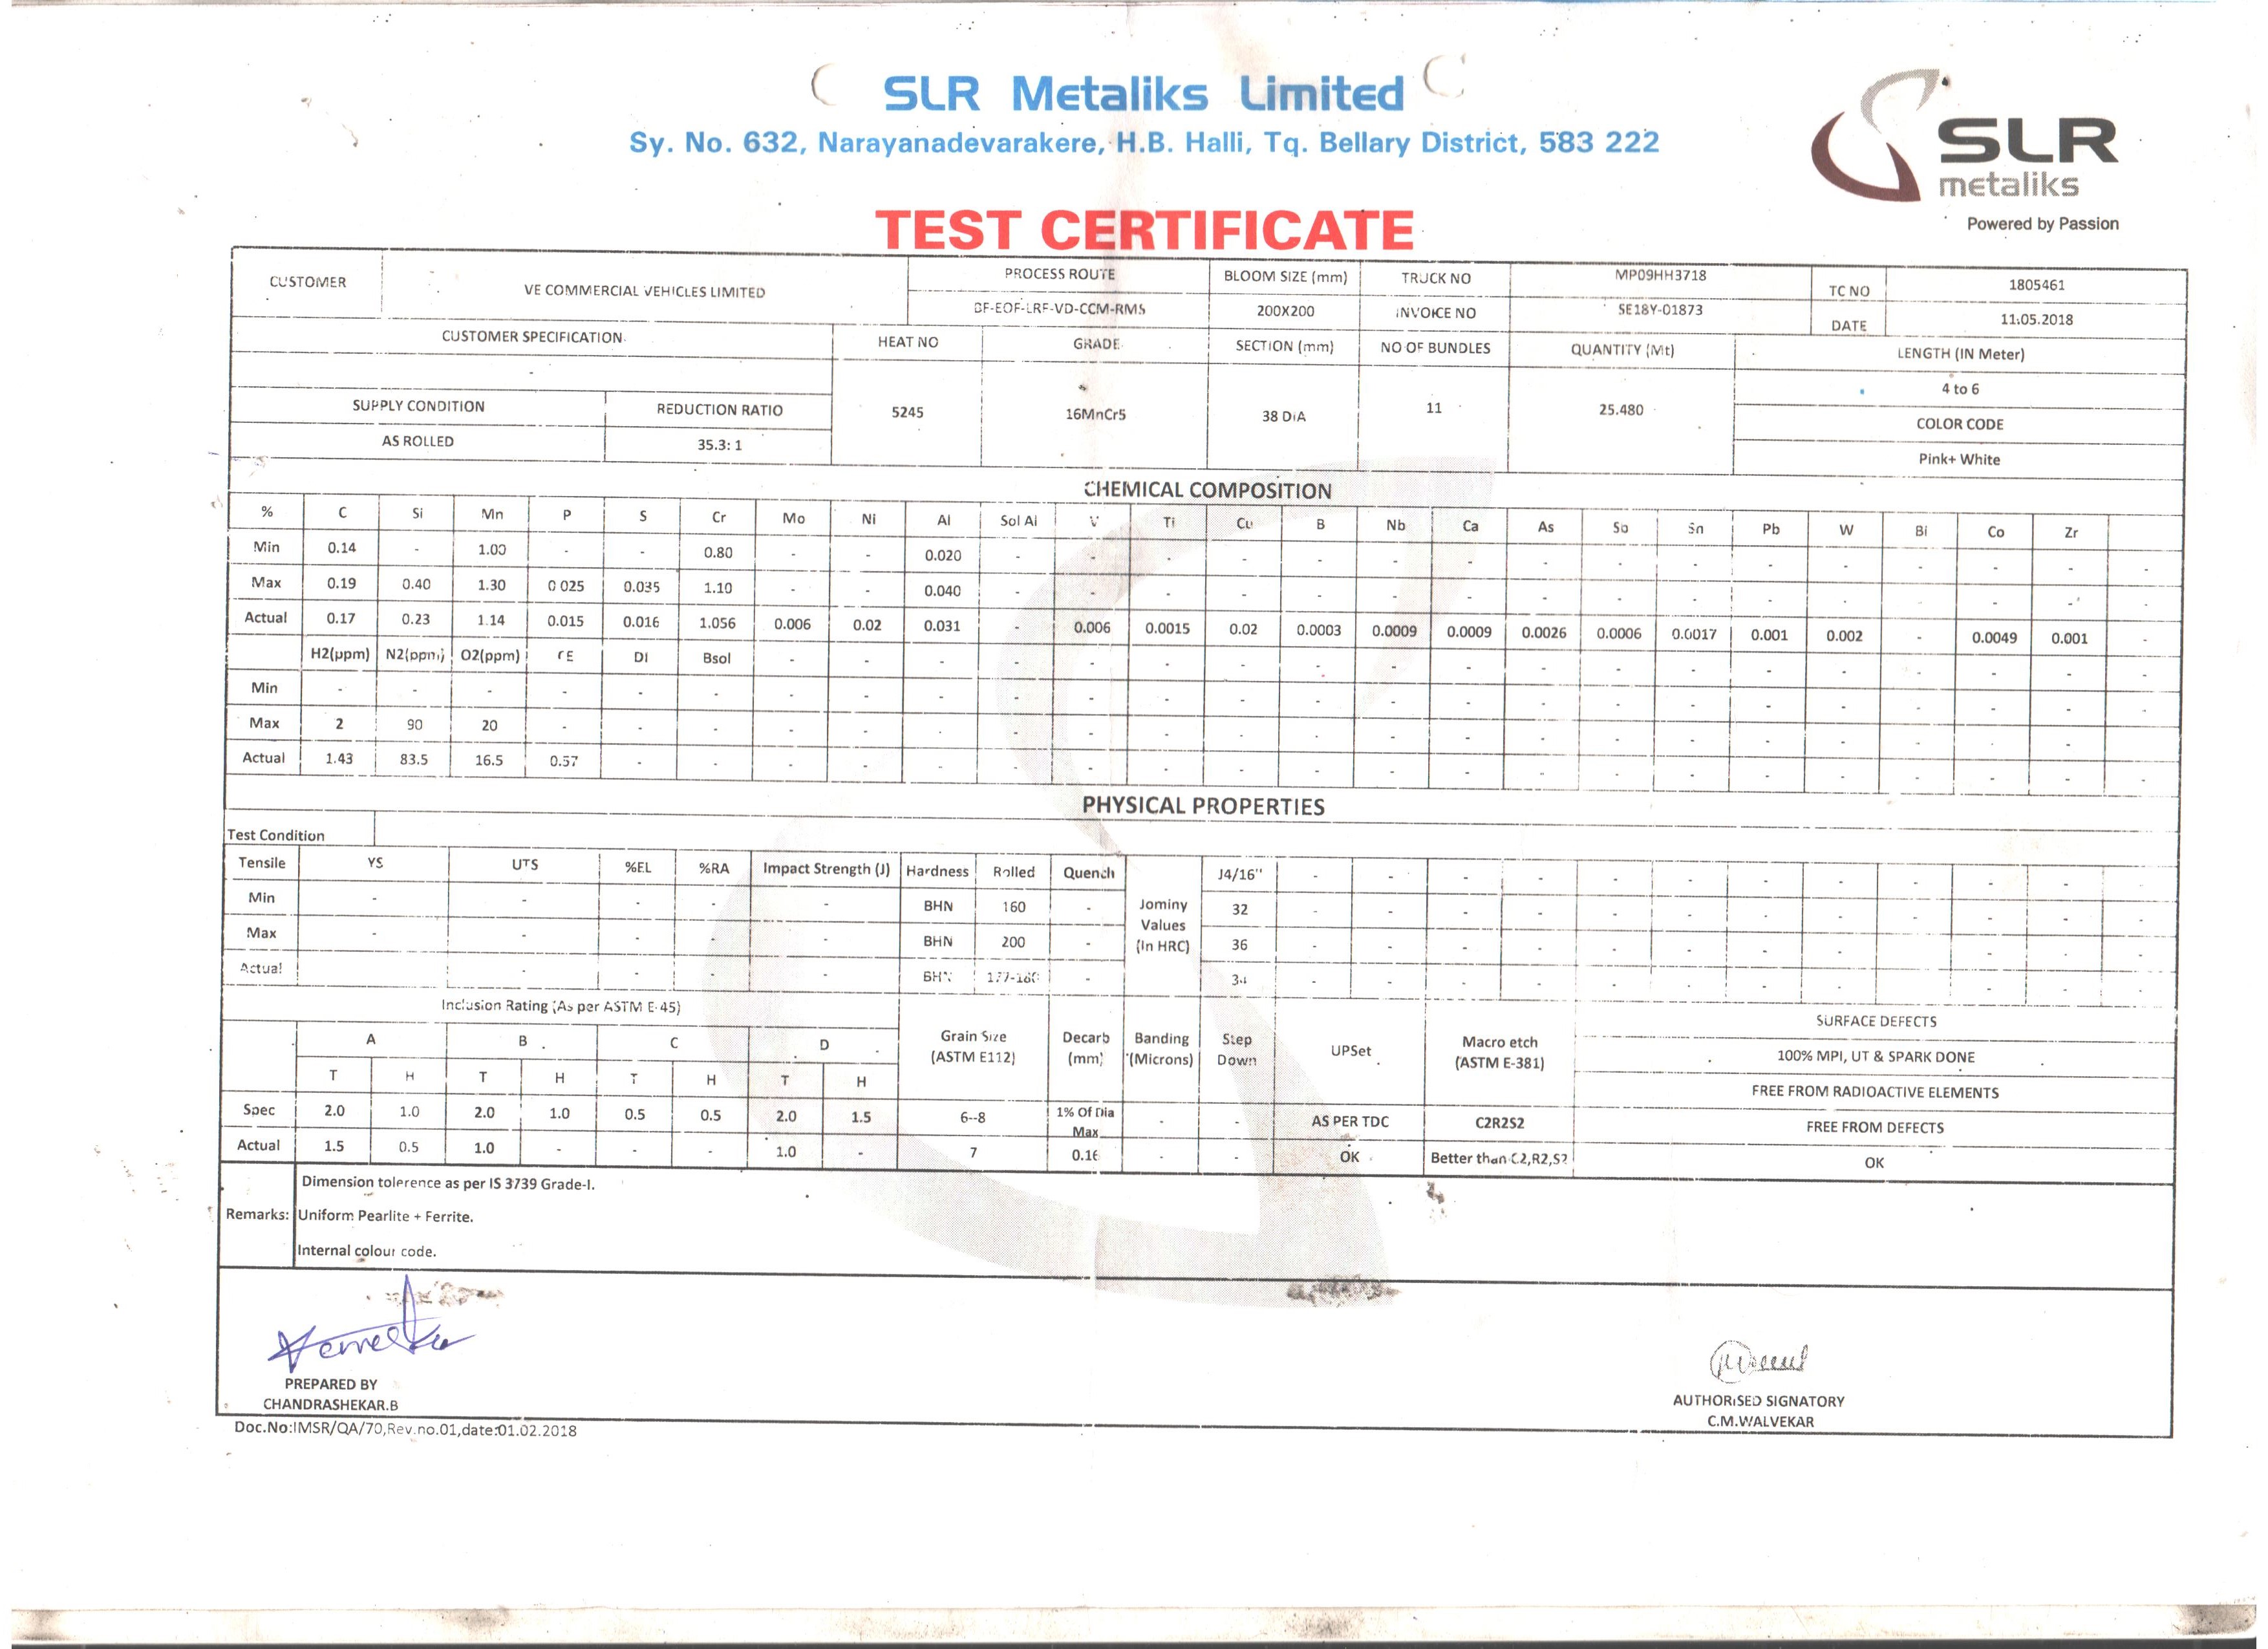 SLR Metaliks Limited
Sy. No. 632, Narayanadevarakere, H.B. Halli, Tq. Bellary District, 583 222
SLR
metaliks
Powered by Passion
TEST CERTIFICATE
CUSTOMER VE COMMERCIAL VEHICLES LIMITED PROCESS ROUTE BLOOM SIZE (mm) TRUCK NO MP09HH3718 TC NO 1805461
BF-EOF-LRF-VD-CCM-RMS 200X200 INVOICE NO SE18Y-01873 DATE 11.05.2018
CUSTOMER SPECIFICATION HEAT NO GRADE SECTION (mm) NO OF BUNDLES QUANTITY (Mt) LENGTH (IN Meter)
-
4 to 6
SUPPLY CONDITION REDUCTION RATIO 5245 16MnCr5 38 DIA 11 25.480 COLOR CODE
AS ROLLED 35.3: 1 Pink+ White
CHEMICAL COMPOSITION
% C Si Mn P S Cr Mo Ni Al Sol Al V Ti Cu B Nb Ca As Sn Pb W Bi Co Zr
Min 0.14 - 1.00 - - 0.80 - - 0.020 - - - - - - - - - - - - - - - -
Max 0.19 0.40 1.30 0.025 0.035 1.10 - - 0.040 - - - - - - - - - - - - - - - -
Actual 0.17 0.23 1.14 0.015 0.016 1.056 0.006 0.02 0.031 - 0.006 0.0015 0.02 0.0003 0.0009 0.0009 0.0026 0.0006 0.0017 0.001 0.002 - 0.0049 0.001 -
H2(ppm) N2(ppm) O2(ppm) CE DI Bsol - - - - - - - - - - - - - - - - - - -
Min - - - - - - - - - - - - - - - - - - - - - - - - -
Max 2 90 20 - - - - - - - - - - - - - - - - - - - - - -
Actual 1.43 83.5 16.5 0.57 - - - - - - - - - - - - - - - - - - - - -
PHYSICAL PROPERTIES
Test Condition
Tensile YS UTS %EL %RA Impact Strength (J) Hardness Rolled Quench Jominy Values (In HRC) J4/16" - - - - - - - - - - - -
Min - - - - - BHN 160 - 32 - - - - - - - - - - - -
Max - - - - - BHN 200 - 36 - - - - - - - - - - - -
Actual - - - - BHN - 34 - - - - - - - - - - - -
Inclusion Rating (As per ASTM E-45) Grain Size (ASTM E112) Decarb (mm) Banding (Microns) Step Down UPSet Macro etch (ASTM E-381) SURFACE DEFECTS
A B C D 100% MPI, UT & SPARK DONE
T H T H T H T H FREE FROM RADIOACTIVE ELEMENTS
Spec 2.0 1.0 2.0 1.0 0.5 0.5 2.0 1.5 6--8 1% Of Dia Max - - AS PER TDC C2R2S2 FREE FROM DEFECTS
Actual 1.5 0.5 1.0 - - - 1.0 - 7 0.16 - - OK Better than C2,R2,S2 OK
Dimension tolerence as per IS 3739 Grade-I.
Remarks: Uniform Pearlite + Ferrite.
Internal colour code.
PREPARED BY
CHANDRASHEKAR.B
AUTHORISED SIGNATORY
C.M.WALVEKAR
Doc.No:IMSR/QA/70,Rev.no.01,date:01.02.2018